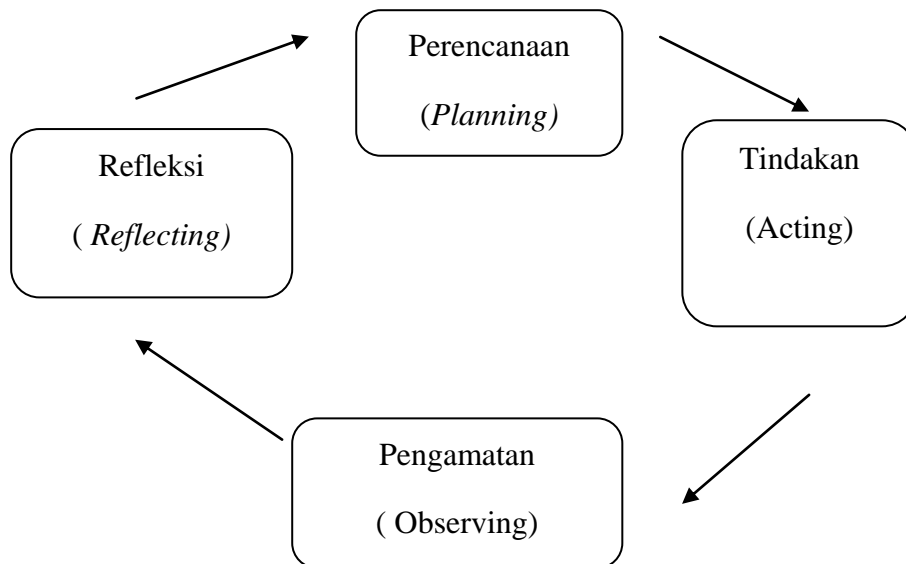 Perencanaan
(Planning)
Refleksi
( Reflecting)
Tindakan
(Acting)
Pengamatan
( Observing)